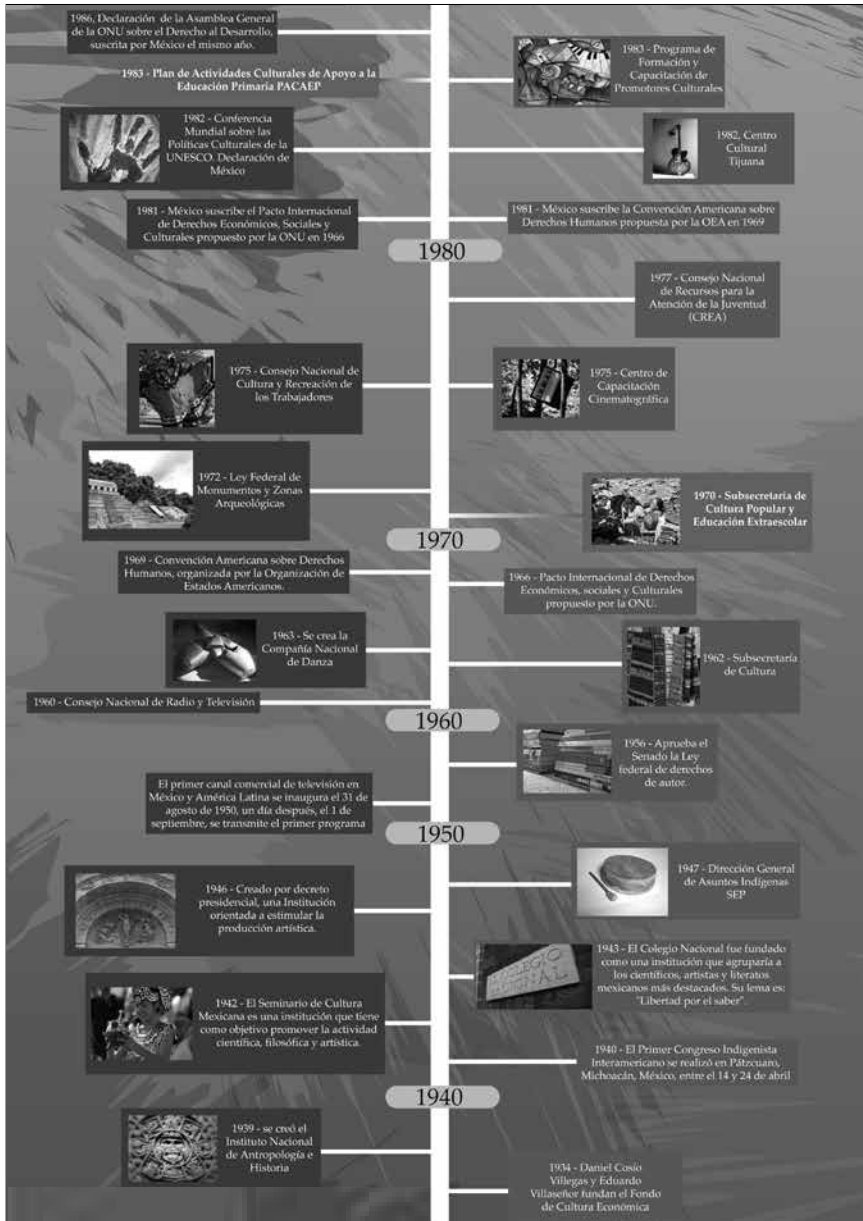 1986, Declaración de la Asamblea General
de la ONU sobre el Derecho al Desarrollo,
suscrita por México el mismo año.
1983 - Programa de
Formación y
Capacitación de
Promotores Culturales
1983 - Plan de Actividades Culturales de Apoyo a la
Educación Primaria PACAEP
1982 - Conferencia
Mundial sobre las
Políticas Culturales de la
UNESCO. Declaración de
México
1982, Centro
Cultural
Tijuana
1981 - México suscribe el Pacto Internacional
de Derechos Económicos, Sociales y
Culturales propuesto por la ONU en 1966
1981 - México suscribe la Convención Americana sobre
Derechos Humanos propuesta por la OEA en 1969
1980
1977 - Consejo Nacional
de Recursos para la
Atención de la Juventud
(CREA)
1975 - Consejo Nacional de
Cultura y Recreación de
los Trabajadores
1975 - Centro de
Capacitación
Cinematográfica
1972 - Ley Federal de
Monumentos y Zonas
Arqueológicas
1970 - Subsecretaría de
Cultura Popular y
Educación Extraescolar
1970
1969 - Convención Americana sobre Derechos
Humanos, organizada por la Organización de
Estados Americanos.
1966 - Pacto Internacional de Derechos
Económicos, sociales y Culturales
propuesto por la ONU.
1963 - Se crea la
Compañía Nacional
de Danza
1962 - Subsecretaría
de Cultura
1960 - Consejo Nacional de Radio y Televisión
1960
1956 - Aprueba el
Senado la Ley
federal de derechos
de autor.
El primer canal comercial de televisión en
México y América Latina se inaugura el 31 de
agosto de 1950, un día después, el 1 de
septiembre, se transmite el primer programa
1950
1947 - Dirección General
de Asuntos Indígenas
SEP
1946 - Creado por decreto
presidencial, una Institución
orientada a estimular la
producción artística.
1943 - El Colegio Nacional fue fundado
como una institución que agruparía a
los científicos, artistas y literatos
mexicanos más destacados. Su lema es:
"Libertad por el saber".
COLEGIO
NACIONAL
1942 - El Seminario de Cultura
Mexicana es una institución que tiene
como objetivo promover la actividad
científica, filosófica y artística.
1940 - El Primer Congreso Indigenista
Interamericano se realizó en Pátzcuaro,
Michoacán, México, entre el 14 y 24 de abril
1940
1939 - se creó el
Instituto Nacional
de Antropología e
Historia
1934 - Daniel Cosío
Villegas y Eduardo
Villaseñor fundan el Fondo
de Cultura Económica